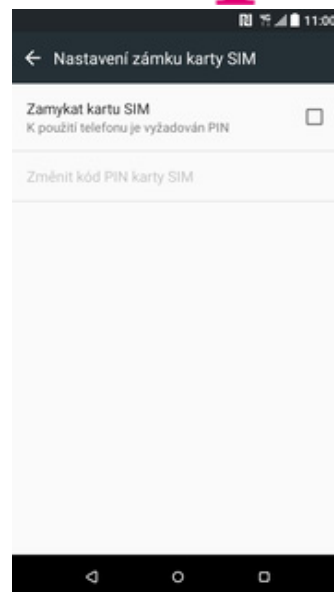 11:00
Nastavení zámku karty SIM
Zamykat kartu SIM
K použití telefonu je vyžadován PIN
Změnit kód PIN karty SIM